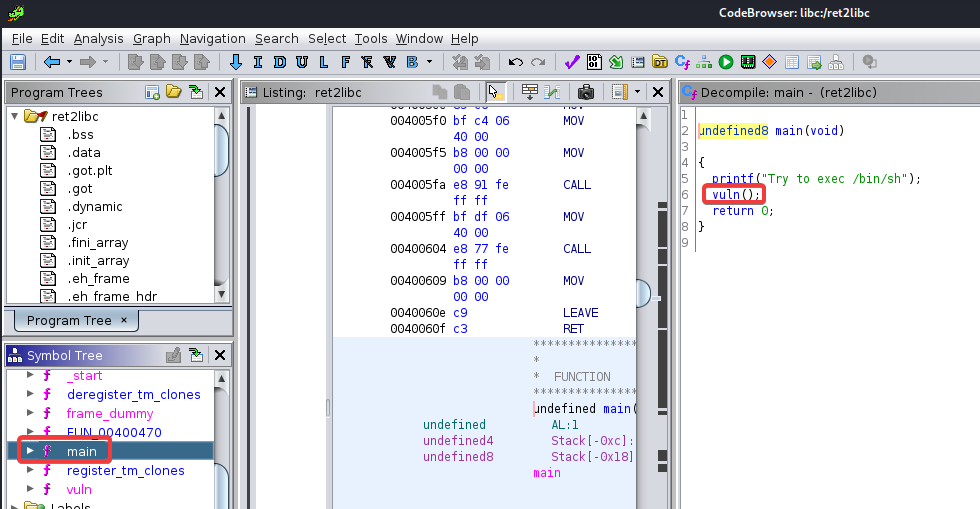 CodeBrowser: libc:/ret2libc
File Edit Analysis Graph Navigation Search Select Tools Window Help
I D U L F B
Program Trees
ret2libc
.bss
.data
.got.plt
.got
.dynamic
.jcr
.fini_array
.init_array
.eh_frame
.eh_frame_hdr
Program Tree ×
Symbol Tree
_start
deregister_tm_clones
frame_dummy
FUN_00400470
main
register_tm_clones
vuln
Labels
Listing: ret2libc
MOV
004005f0 bf c4 06 MOV
40 00
004005f5 b8 00 00 MOV
00 00
004005fa e8 91 fe CALL
ff ff
004005ff bf df 06 MOV
40 00
00400604 e8 77 fe CALL
ff ff
00400609 b8 00 00 MOV
00 00
0040060e c9 LEAVE
0040060f c3 RET
****************
*
* FUNCTION
****************
undefined main(
undefined AL:1
undefined4 Stack[-0xc]:
undefined8 Stack[-0x18]
main
Decompile: main - (ret2libc)
1
2 undefined8 main(void)
3
4 {
5 printf("Try to exec /bin/sh");
6 vuln();
7 return 0;
8 }
9